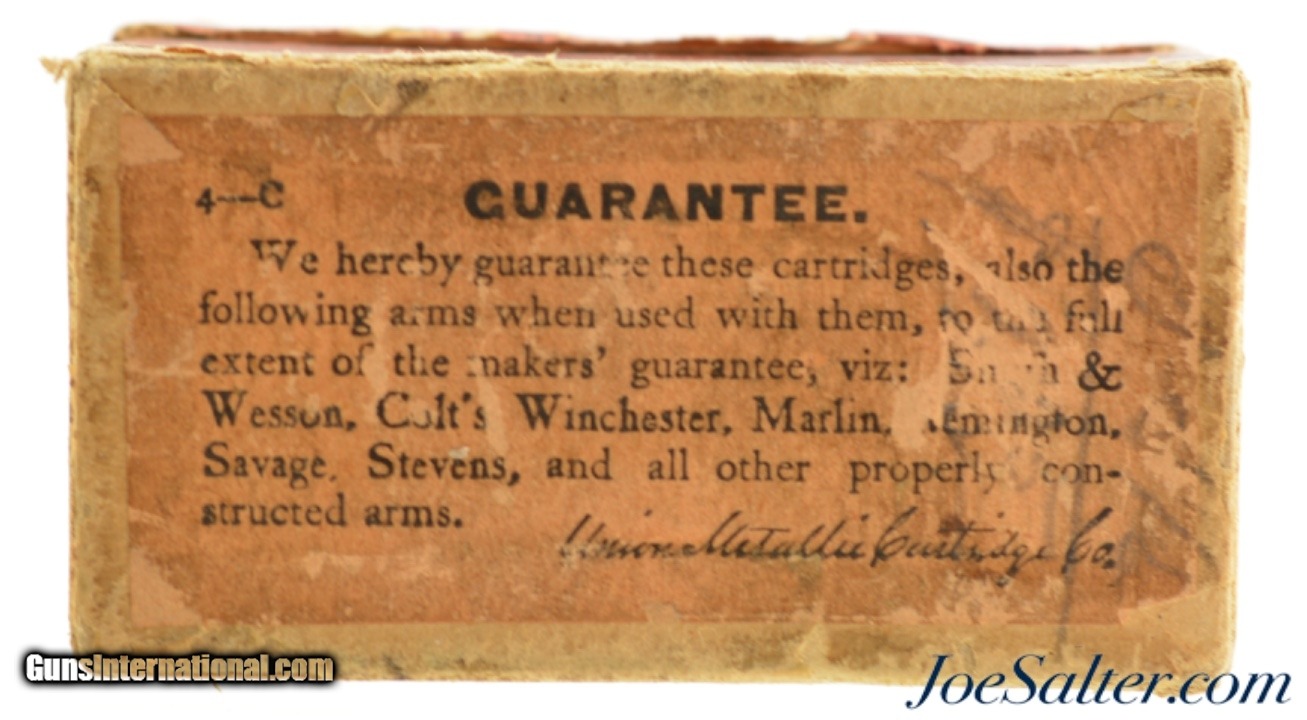 4--C GUARANTEE.
We hereby guarantee these cartridges, also the
following arms when used with them, to the full
extent of the makers' guarantee, viz: Smith &
Wesson, Colt's Winchester, Marlin, Remington,
Savage, Stevens, and all other properly con-
structed arms.
Union Metallic Cartridge Co.
GunsInternational.com
JoeSalter.com